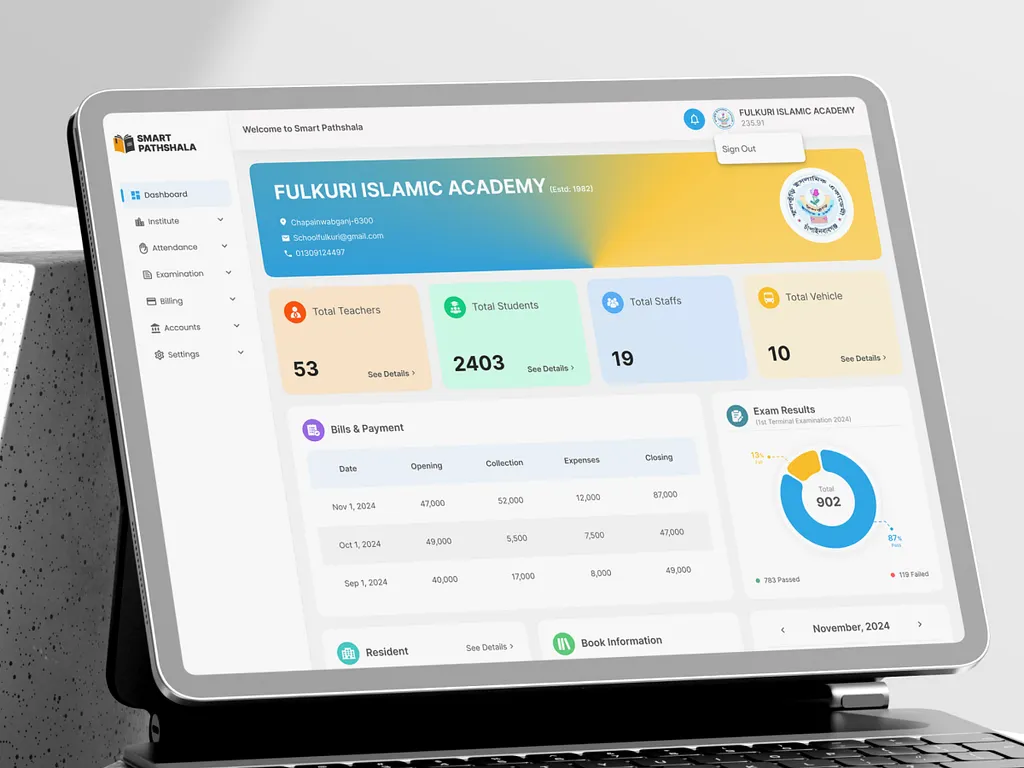 SMART
PATHSHALA
Welcome to Smart Pathshala
FULKURI ISLAMIC ACADEMY
235.91
Sign Out
Dashboard
Institute
Attendance
Examination
Billing
Accounts
Settings
FULKURI ISLAMIC ACADEMY (Estd: 1982)
Chapainwabganj-6300
Schoolfulkuri@gmail.com
01309124497
ফুলকুঁড়ি ইসলামিক একাডেমী
চাঁপাইনবাবগঞ্জ
Total Teachers
53
See Details ›
Total Students
2403
See Details ›
Total Staffs
19
Total Vehicle
10
See Details ›
Bills & Payment
Date Opening Collection Expenses Closing
Nov 1, 2024 47,000 52,000 12,000 87,000
Oct 1, 2024 49,000 5,500 7,500 47,000
Sep 1, 2024 40,000 17,000 8,000 49,000
Exam Results
(1st Terminal Examination 2024)
13%
Fail
Total
902
87%
Pass
783 Passed
119 Failed
Resident
See Details ›
Book Information
‹ November, 2024 ›